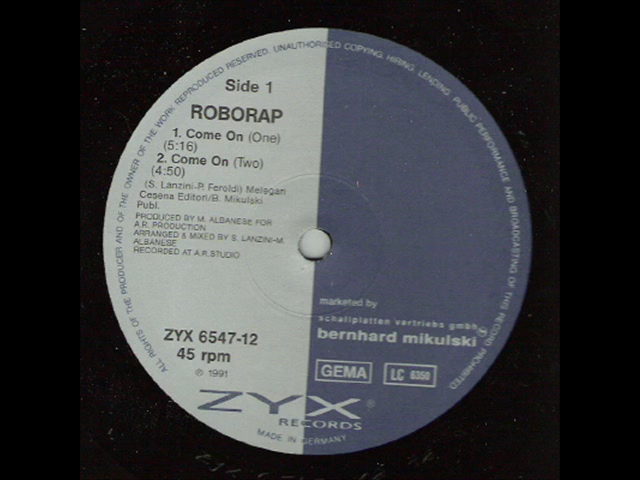 ALL RIGHTS OF THE PRODUCER AND OF THE OWNER OF THE WORK REPRODUCED RESERVED. UNAUTHORISED COPYING, HIRING, LENDING, PUBLIC PERFORMANCE AND BROADCASTING OF THIS RECORD PROHIBITED.
Side 1
ROBORAP
1. Come On (One)
(5:16)
2. Come On (Two)
(4:50)
(S. Lanzini-P. Feroldi) Melegari
Cesena Editori/B. Mikulski
Publ.
PRODUCED BY M. ALBANESE FOR
A.R. PRODUCTION
ARRANGED & MIXED BY S. LANZINI-M.
ALBANESE
RECORDED AT A.R.STUDIO
marketed by
schallplatten vertriebs gmbh
bernhard mikulski
ZYX 6547-12
45 rpm
℗ 1991
GEMA
LC 6350
ZYX®
RECORDS
MADE IN GERMANY